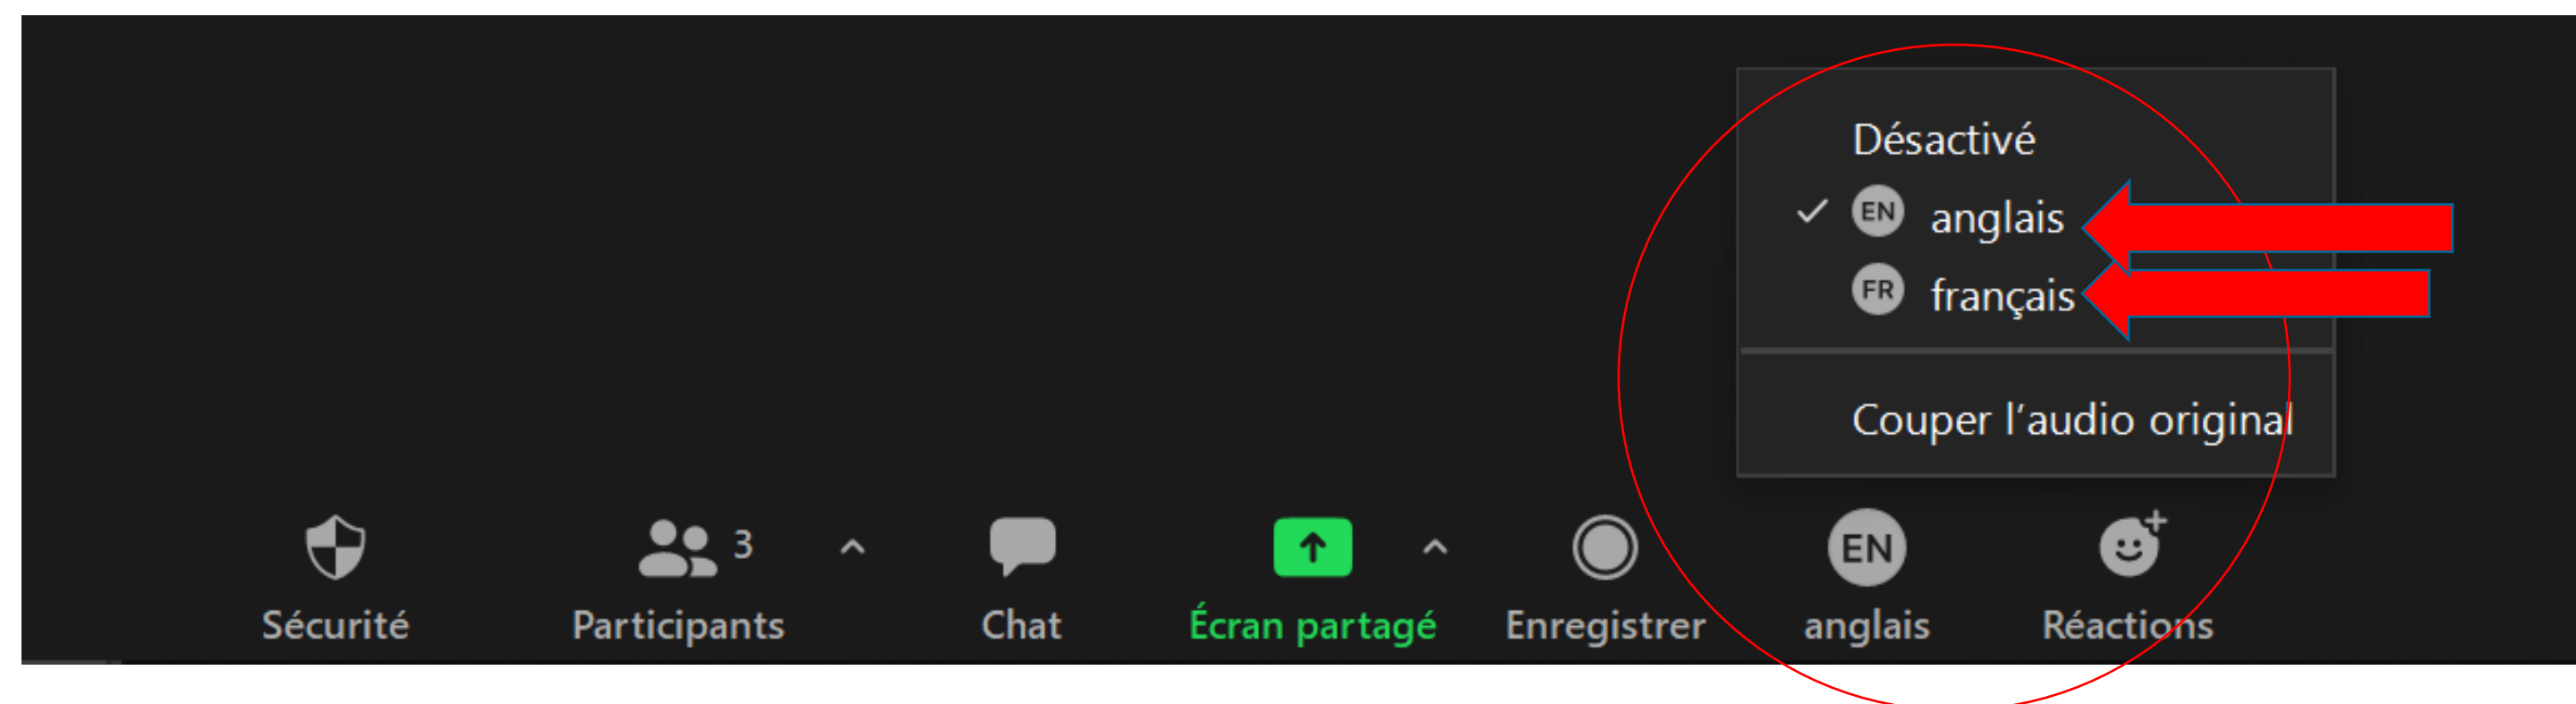 Désactivé
EN anglais
FR français
Couper l'audio original
3
EN
Sécurité Participants Chat Écran partagé Enregistrer anglais Réactions